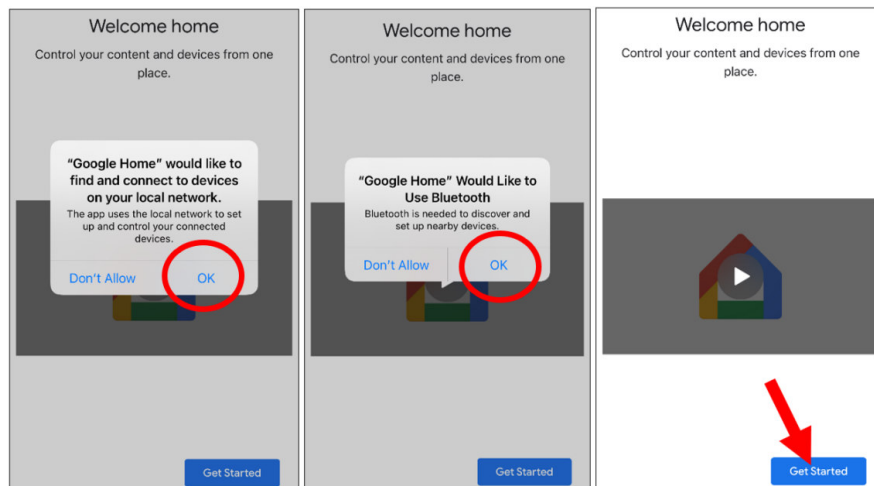 Welcome home
Control your content and devices from one
place.
“Google Home” would like to
find and connect to devices
on your local network.
The app uses the local network to set
up and control your connected
devices.
Don't Allow
OK
Get Started
Welcome home
Control your content and devices from one
place.
“Google Home” Would Like to
Use Bluetooth
Bluetooth is needed to discover and
set up nearby devices.
Don't Allow
OK
Get Started
Welcome home
Control your content and devices from one
place.
Get Started